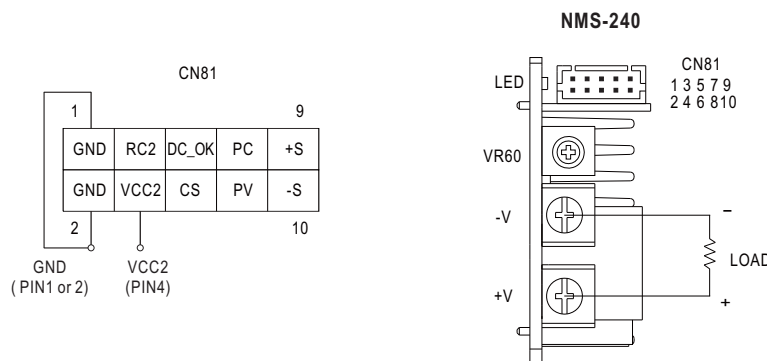 NMS-240
CN81
1 9
GND RC2 DC_OK PC +S
GND VCC2 CS PV -S
2 10
GND
( PIN1 or 2)
VCC2
(PIN4)
LED
CN81
1 3 5 7 9
2 4 6 8 10
VR60
-V
+V
−
LOAD
+